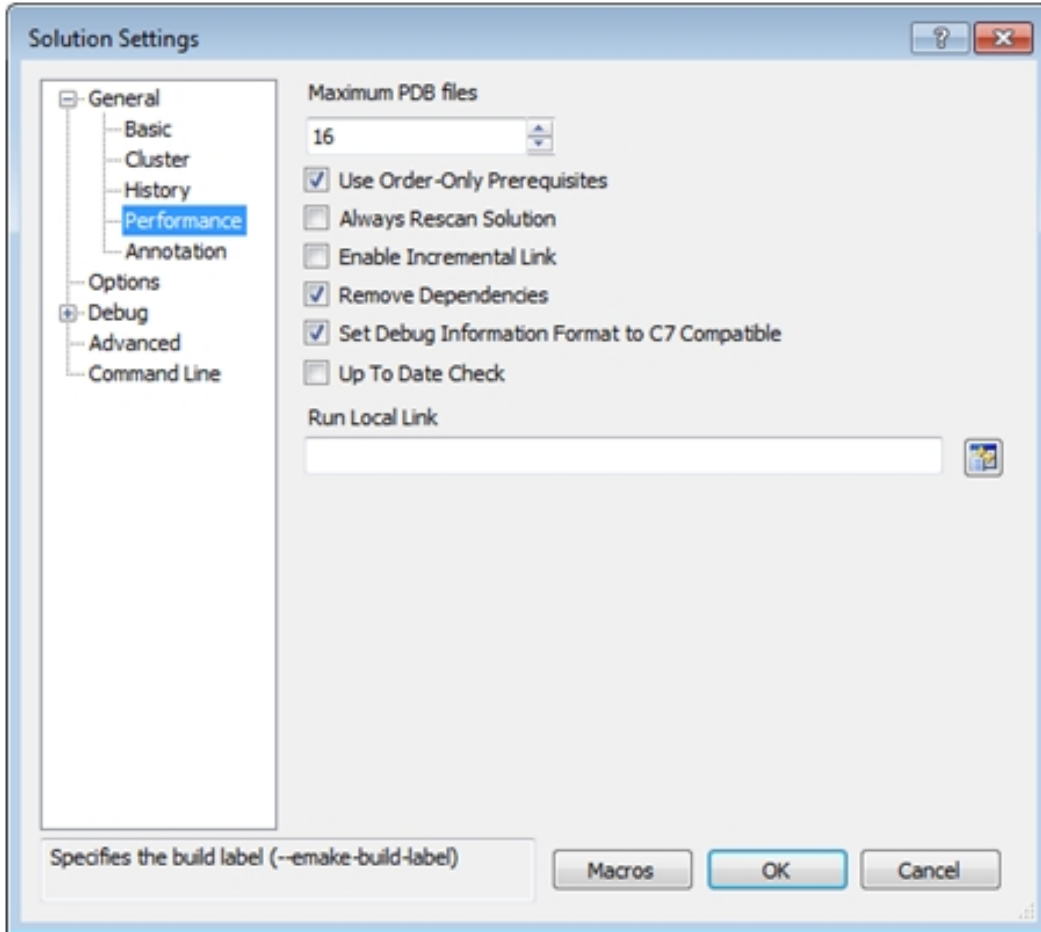 Solution Settings
General
Basic
Cluster
History
Performance
Annotation
Options
Debug
Advanced
Command Line
Maximum PDB files
16
Use Order-Only Prerequisites
Always Rescan Solution
Enable Incremental Link
Remove Dependencies
Set Debug Information Format to C7 Compatible
Up To Date Check
Run Local Link
Specifies the build label (--emake-build-label)
Macros
OK
Cancel